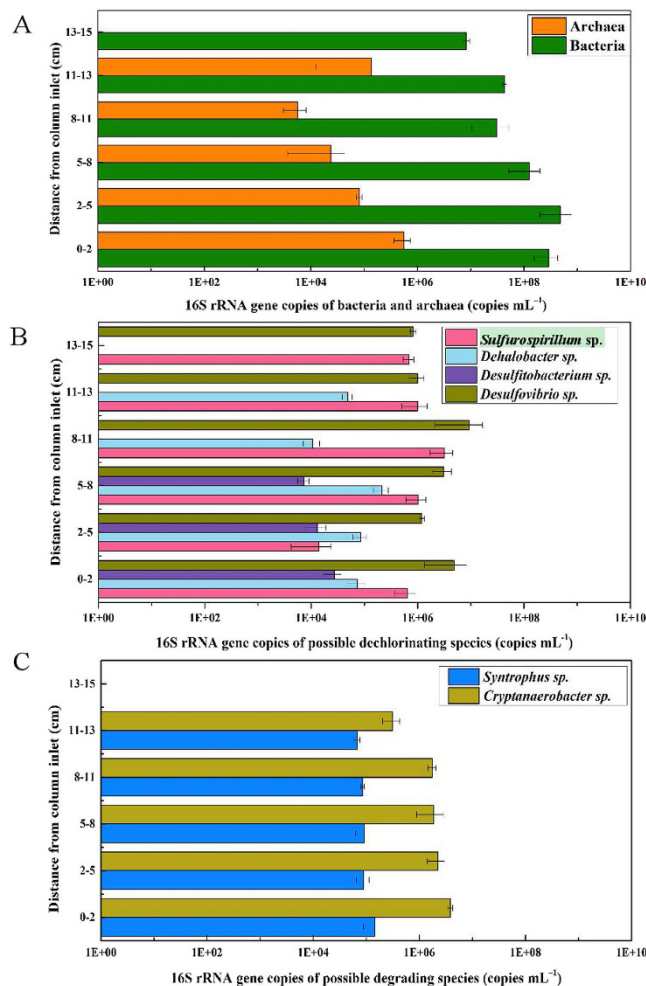 A
Archaea
Bacteria
Distance from column inlet (cm)
13-15
11-13
8-11
5-8
2-5
0-2
1E+00 1E+02 1E+04 1E+06 1E+08 1E+10
16S rRNA gene copies of bacteria and archaea (copies mL⁻¹)
B
Sulfurospirillum sp.
Dehalobacter sp.
Desulfitobacterium sp.
Desulfovibrio sp.
Distance from column inlet (cm)
13-15
11-13
8-11
5-8
2-5
0-2
1E+00 1E+02 1E+04 1E+06 1E+08 1E+10
16S rRNA gene copies of possible dechlorinating species (copies mL⁻¹)
C
Syntrophus sp.
Cryptanaerobacter sp.
Distance from column inlet (cm)
13-15
11-13
8-11
5-8
2-5
0-2
1E+00 1E+02 1E+04 1E+06 1E+08 1E+10
16S rRNA gene copies of possible degrading species (copies mL⁻¹)